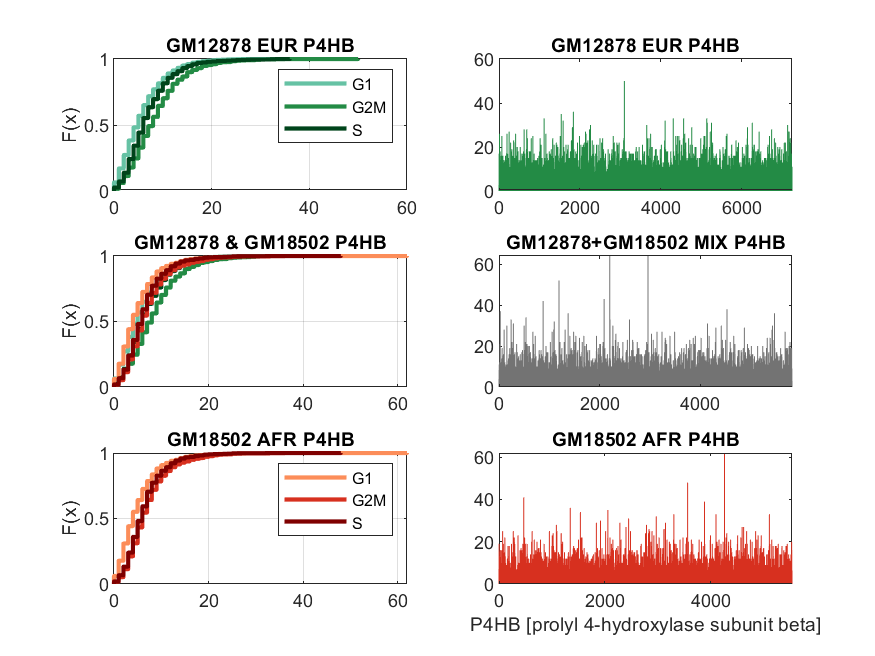 GM12878 EUR P4HB
F(x)
1
0.5
0
0 20 40 60
G1
G2M
S
GM12878 EUR P4HB
60
40
20
0
0 2000 4000 6000
GM12878 & GM18502 P4HB
F(x)
1
0.5
0
0 20 40 60
GM12878+GM18502 MIX P4HB
60
40
20
0
0 2000 4000
GM18502 AFR P4HB
F(x)
1
0.5
0
0 20 40 60
G1
G2M
S
GM18502 AFR P4HB
60
40
20
0
0 2000 4000
P4HB [prolyl 4-hydroxylase subunit beta]